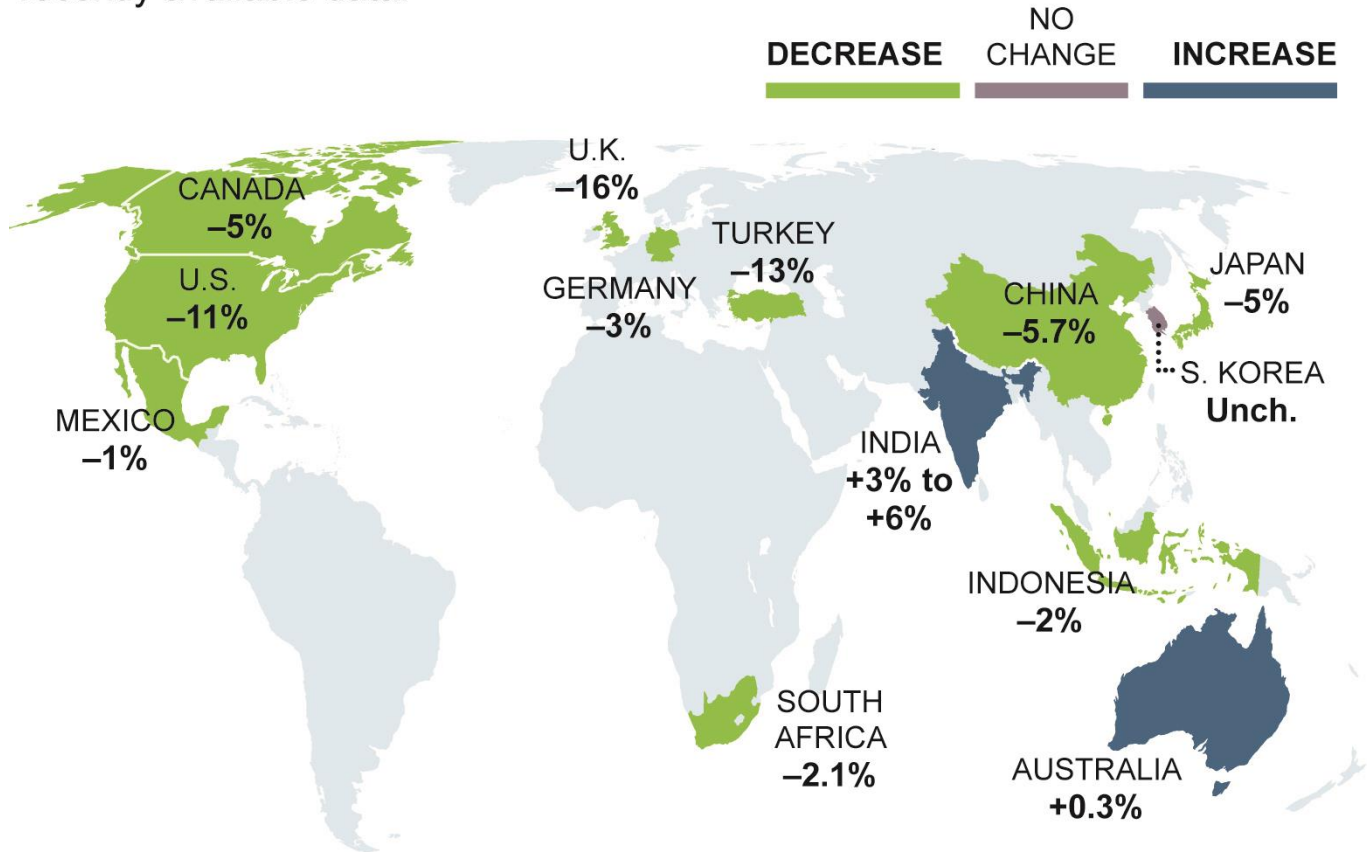 NO
DECREASE CHANGE INCREASE
U.K.
–16%
CANADA
–5%
TURKEY
–13%
U.S.
–11%
GERMANY
–3%
CHINA
–5.7%
JAPAN
–5%
S. KOREA
Unch.
MEXICO
–1%
INDIA
+3% to
+6%
INDONESIA
–2%
SOUTH
AFRICA
–2.1%
AUSTRALIA
+0.3%